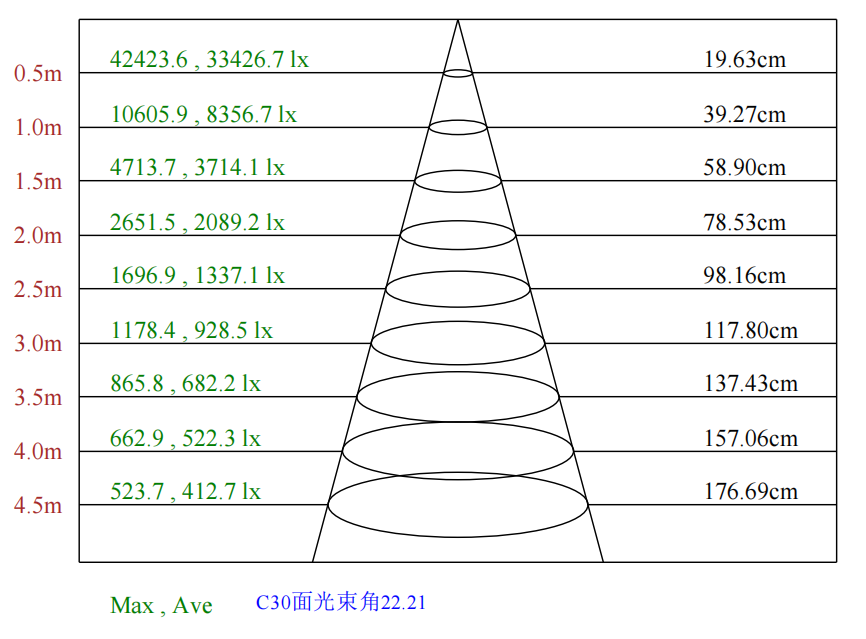 42423.6 , 33426.7 lx 19.63cm
0.5m
10605.9 , 8356.7 lx 39.27cm
1.0m
4713.7 , 3714.1 lx 58.90cm
1.5m
2651.5 , 2089.2 lx 78.53cm
2.0m
1696.9 , 1337.1 lx 98.16cm
2.5m
1178.4 , 928.5 lx 117.80cm
3.0m
865.8 , 682.2 lx 137.43cm
3.5m
662.9 , 522.3 lx 157.06cm
4.0m
523.7 , 412.7 lx 176.69cm
4.5m
Max , Ave C30面光束角22.21